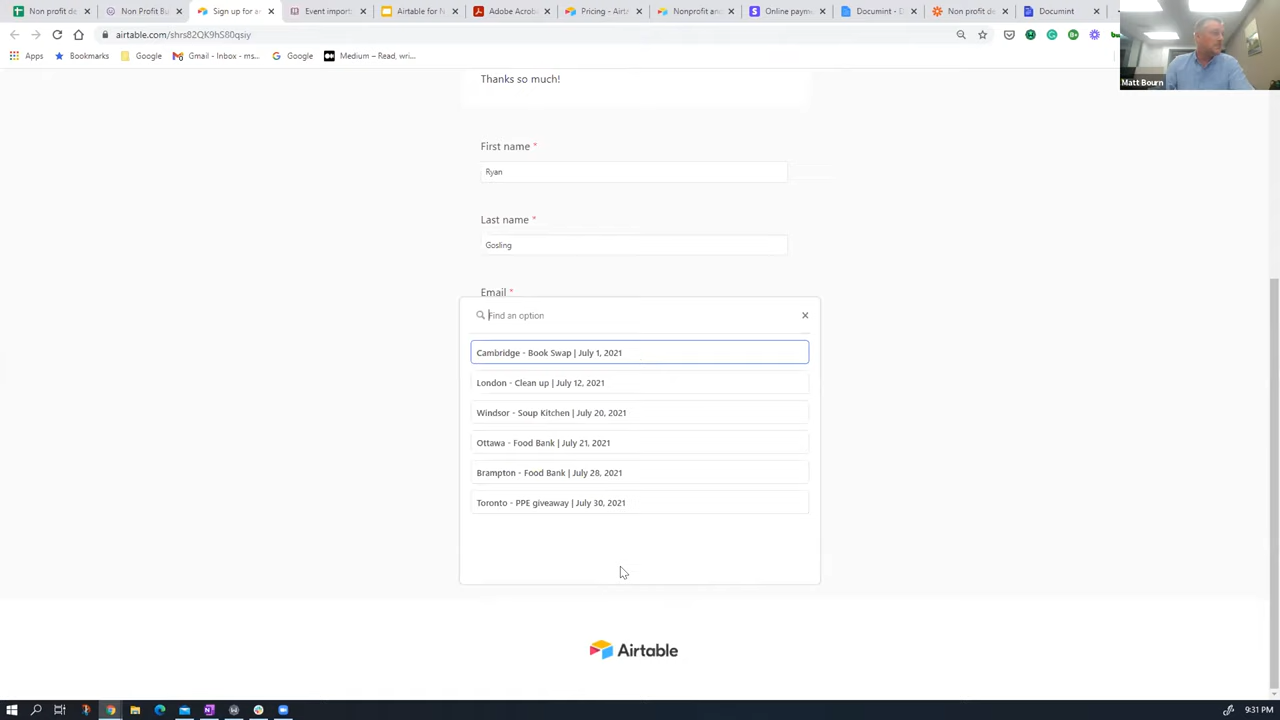 Non profit de
Non Profit Bu
Sign up for a
Event import
Airtable for N
Adobe Acrob
Pricing - Airt
Nonprofit an
Online paym
Document - D
Non profit de
Document
airtable.com/shrs82QK9hS80qsiy
Apps
Bookmarks
Google
Gmail - Inbox - ms...
Google
Medium – Read, wri...
Matt Bourn
Thanks so much!
First name *
Ryan
Last name *
Gosling
Email *
Find an option
Cambridge - Book Swap | July 1, 2021
London - Clean up | July 12, 2021
Windsor - Soup Kitchen | July 20, 2021
Ottawa - Food Bank | July 21, 2021
Brampton - Food Bank | July 28, 2021
Toronto - PPE giveaway | July 30, 2021
Airtable
9:31 PM